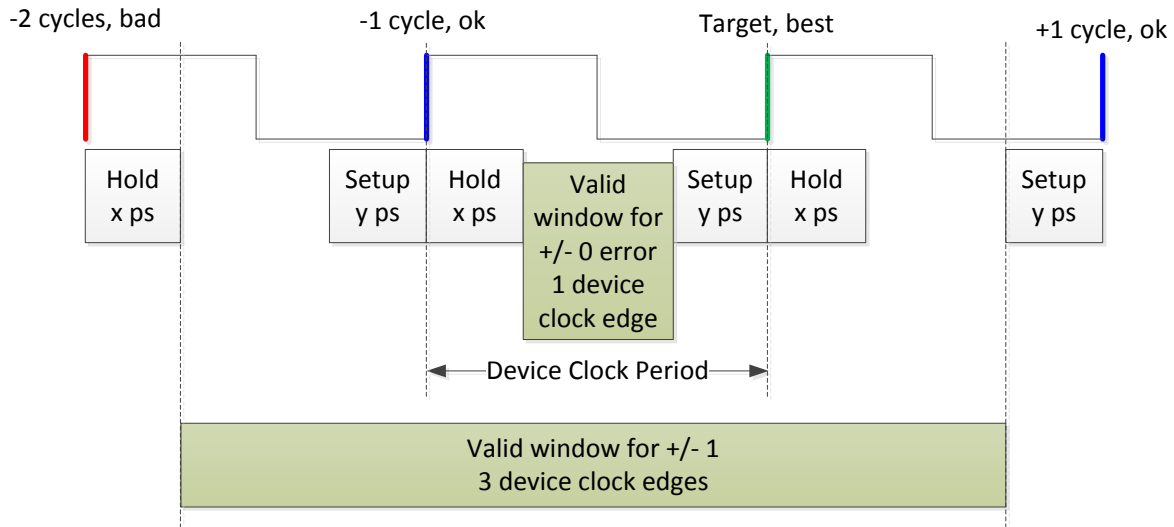 -2 cycles, bad
-1 cycle, ok
Target, best
+1 cycle, ok
Hold
x ps
Setup
y ps
Hold
x ps
Valid
window for
+/- 0 error
1 device
clock edge
Setup
y ps
Hold
x ps
Setup
y ps
Device Clock Period
Valid window for +/- 1
3 device clock edges